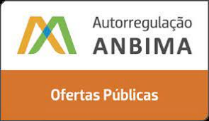 Autorregulação
ANBIMA
Ofertas Públicas